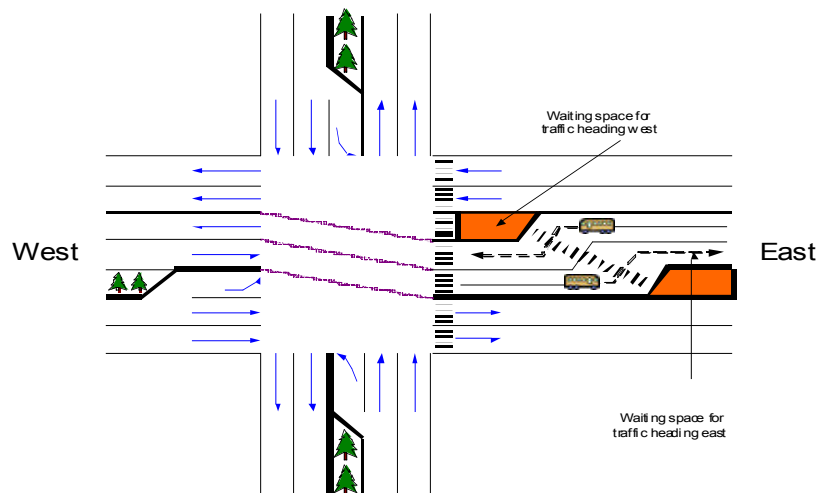 Waiting space for
traffic heading west
West
East
Waiting space for
traffic heading east